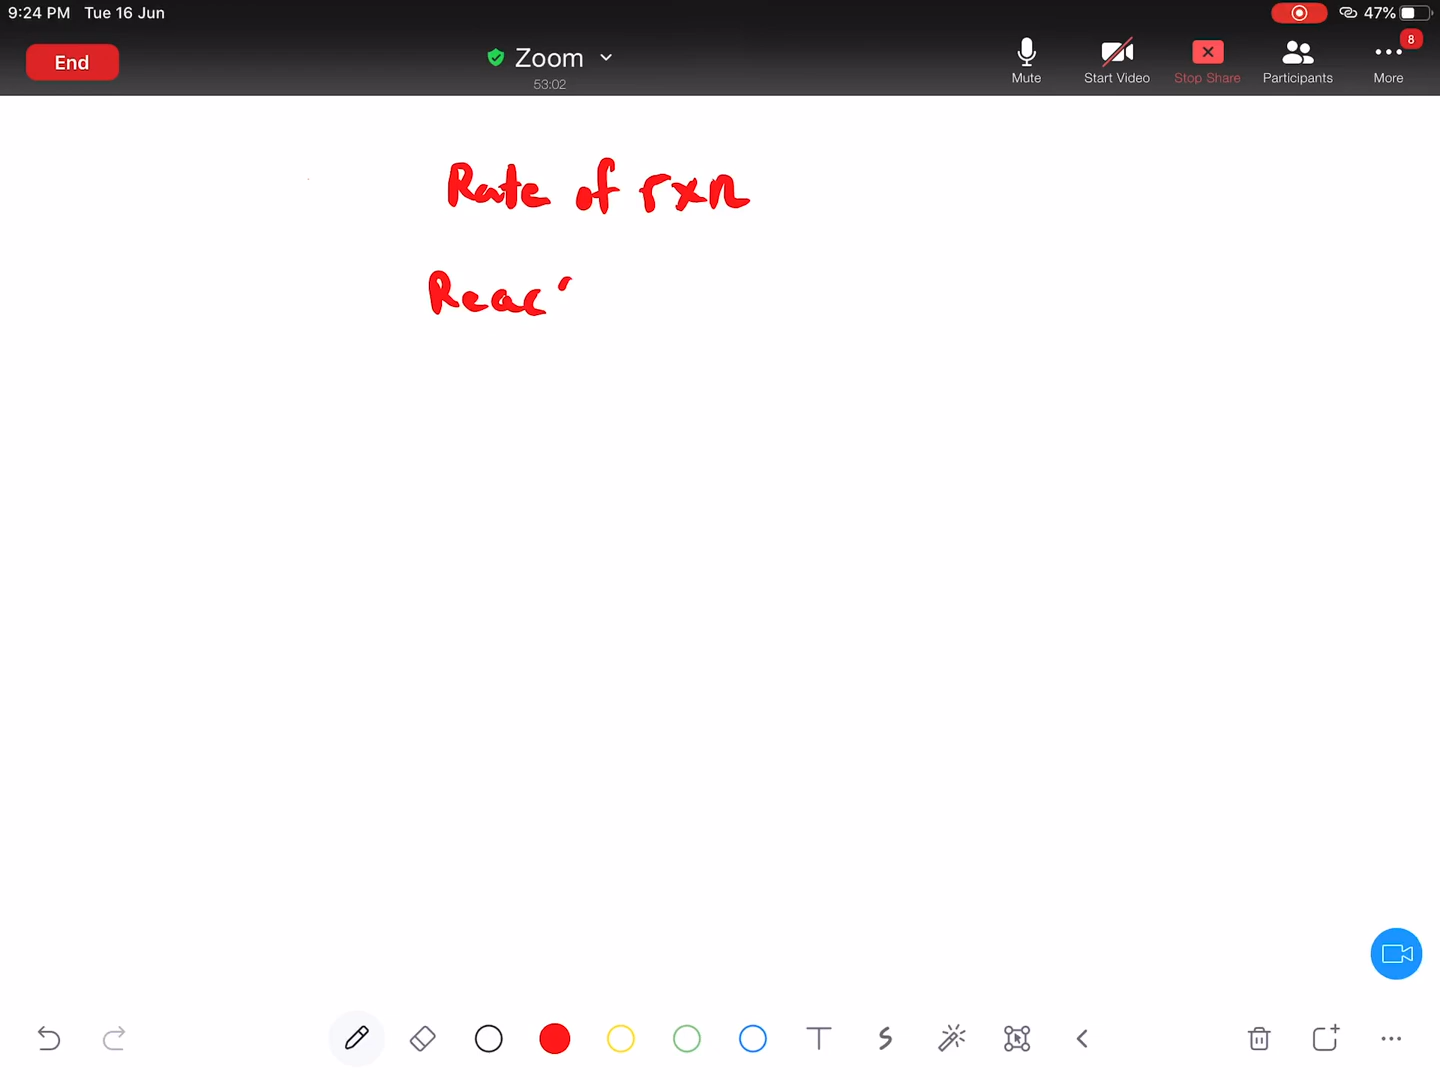 9:24 PM Tue 16 Jun
47%
End
Zoom
53:02
Mute
Start Video
Stop Share
Participants
More
8
Rate of rxn
Reac
T
S